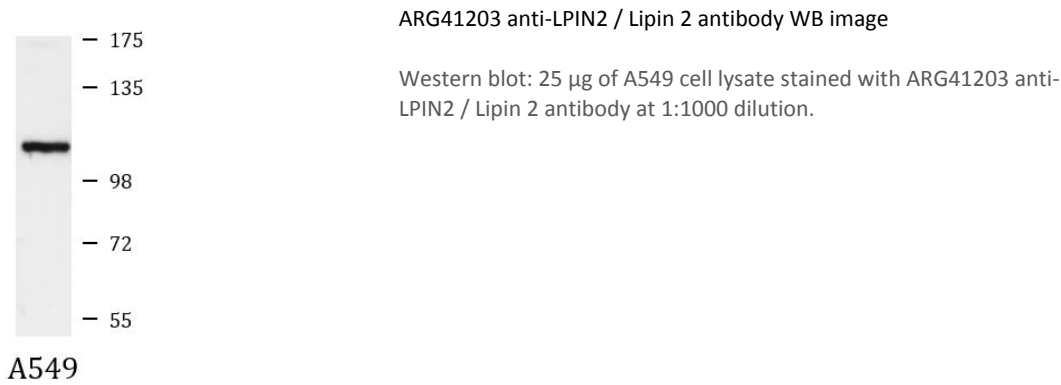 ARG41203 anti-LPIN2 / Lipin 2 antibody WB image
Western blot: 25 µg of A549 cell lysate stained with ARG41203 anti-
LPIN2 / Lipin 2 antibody at 1:1000 dilution.
– 175
– 135
– 98
– 72
– 55
A549